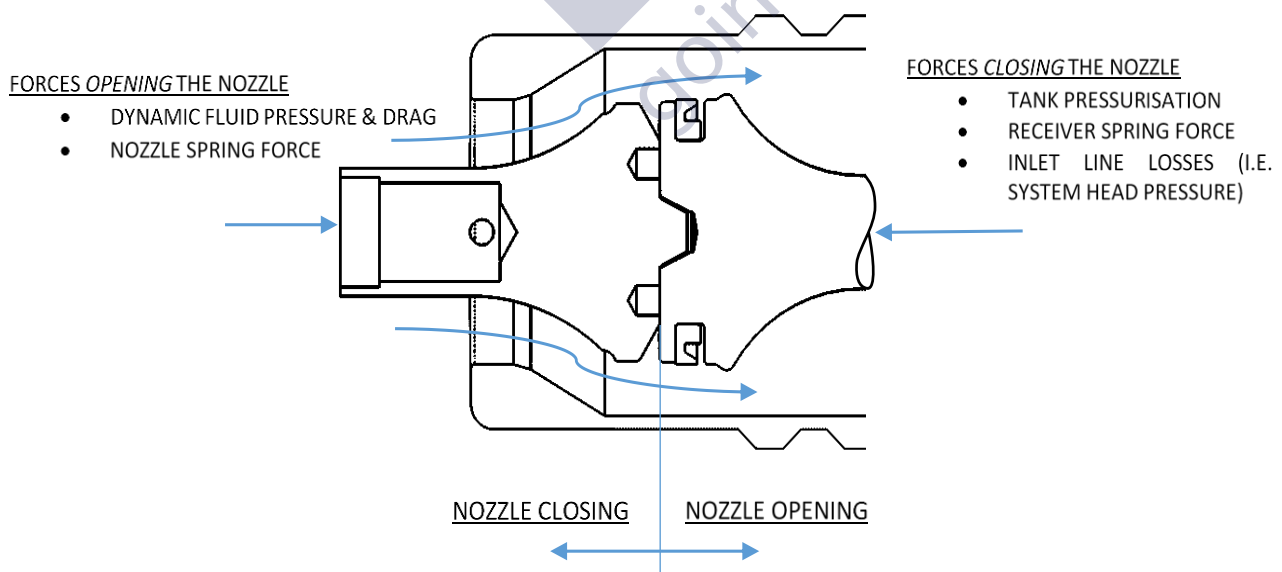 FORCES OPENING THE NOZZLE
• DYNAMIC FLUID PRESSURE & DRAG
• NOZZLE SPRING FORCE
FORCES CLOSING THE NOZZLE
• TANK PRESSURISATION
• RECEIVER SPRING FORCE
• INLET LINE LOSSES (I.E.
SYSTEM HEAD PRESSURE)
goin
NOZZLE CLOSING
NOZZLE OPENING